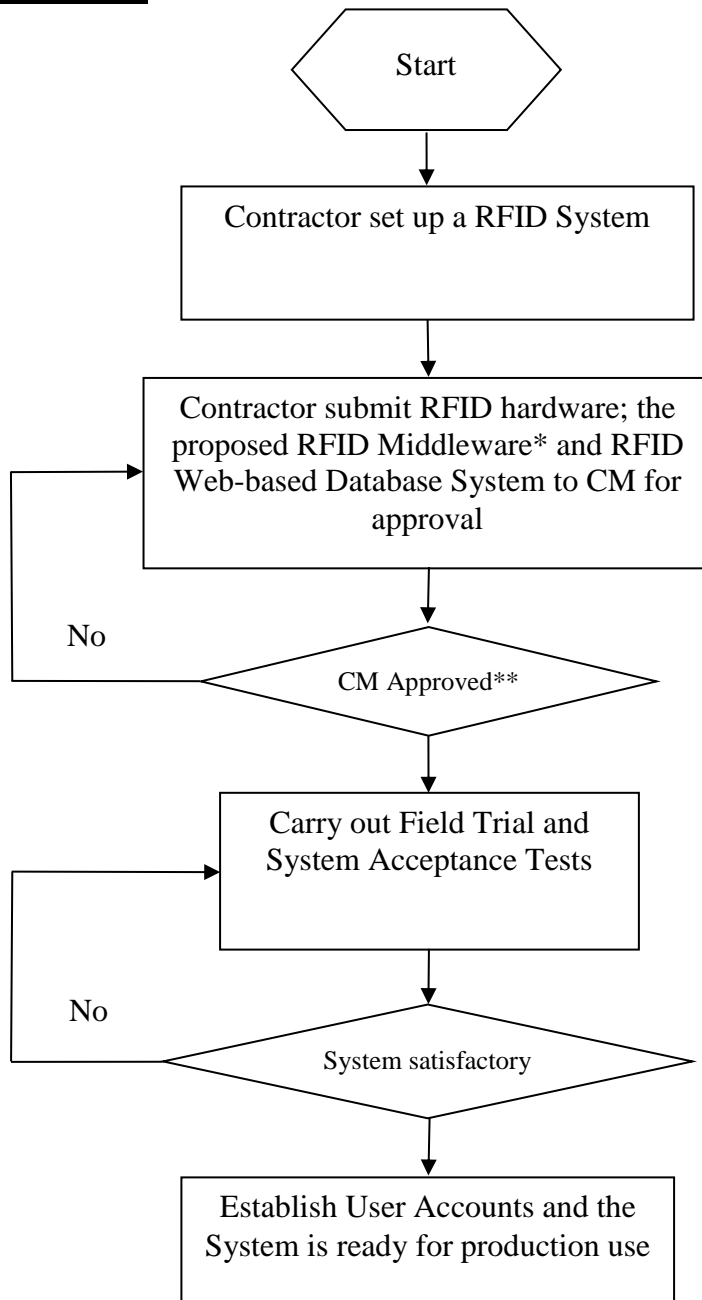 Start
Contractor set up a RFID System
Contractor submit RFID hardware; the
proposed RFID Middleware* and RFID
Web-based Database System to CM for
approval
No
CM Approved**
Carry out Field Trial and
System Acceptance Tests
No
System satisfactory
Establish User Accounts and the
System is ready for production use